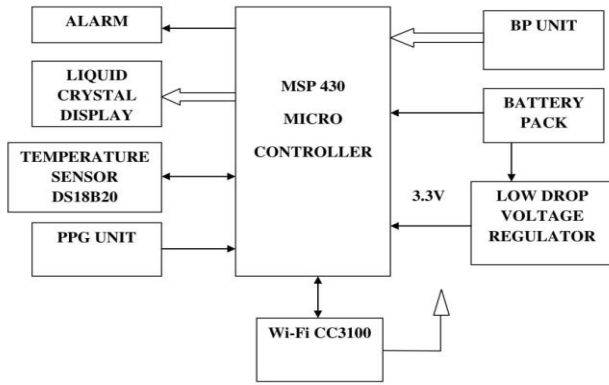 ALARM
LIQUID
CRYSTAL
DISPLAY
TEMPERATURE
SENSOR
DS18B20
PPG UNIT
MSP 430
MICRO
CONTROLLER
BP UNIT
BATTERY
PACK
3.3V
LOW DROP
VOLTAGE
REGULATOR
Wi-Fi CC3100